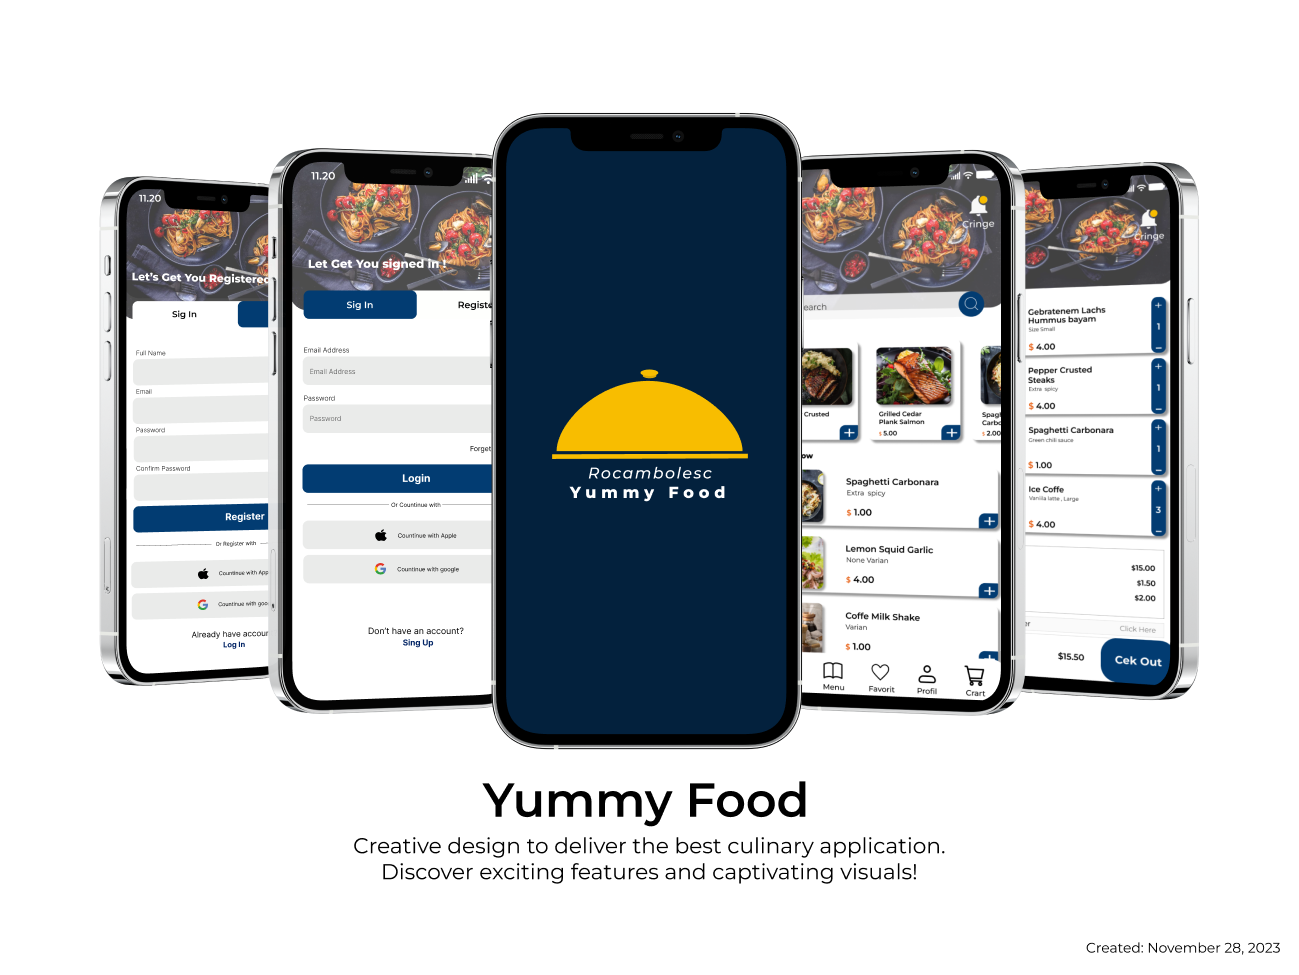 11.20
Let's Get You Registered
Sig In
Full Name
Email
Password
Confirm Password
Register
Or Register with
Countinue with App
Countinue with goo
Already have accour
Log In
11.20
Let Get You signed In !
Sig In
Registe
Email Address
Email Address
Password
Password
Forget
Login
Or Countinue with
Countinue with Apple
Countinue with google
Don't have an account?
Sing Up
Rocambolesc
Yummy Food
Cringe
earch
Crusted
Grilled Cedar
Plank Salmon
$ 5.00
Spag
Carbo
$ 2.00
ow
Spaghetti Carbonara
Extra spicy
$ 1.00
Lemon Squid Garlic
None Varian
$ 4.00
Coffe Milk Shake
Varian
$ 1.00
Menu
Favorit
Profil
Crart
Cringe
Gebratenem Lachs
Hummus bayam
Size Small
$ 4.00
+
1
–
Pepper Crusted
Steaks
Extra spicy
$ 4.00
+
1
–
Spaghetti Carbonara
Green chili sauce
$ 1.00
+
1
–
Ice Coffe
Vanila latte , Large
$ 4.00
+
3
–
$15.00
$1.50
$2.00
er
Click Here
$15.50
Cek Out
Yummy Food
Creative design to deliver the best culinary application.
Discover exciting features and captivating visuals!
Created: November 28, 2023